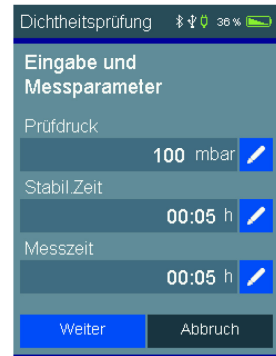 Dichtheitsprüfung 36 %
Eingabe und
Messparameter
Prüfdruck
100 mbar
Stabil.Zeit
00:05 h
Messzeit
00:05 h
Weiter Abbruch